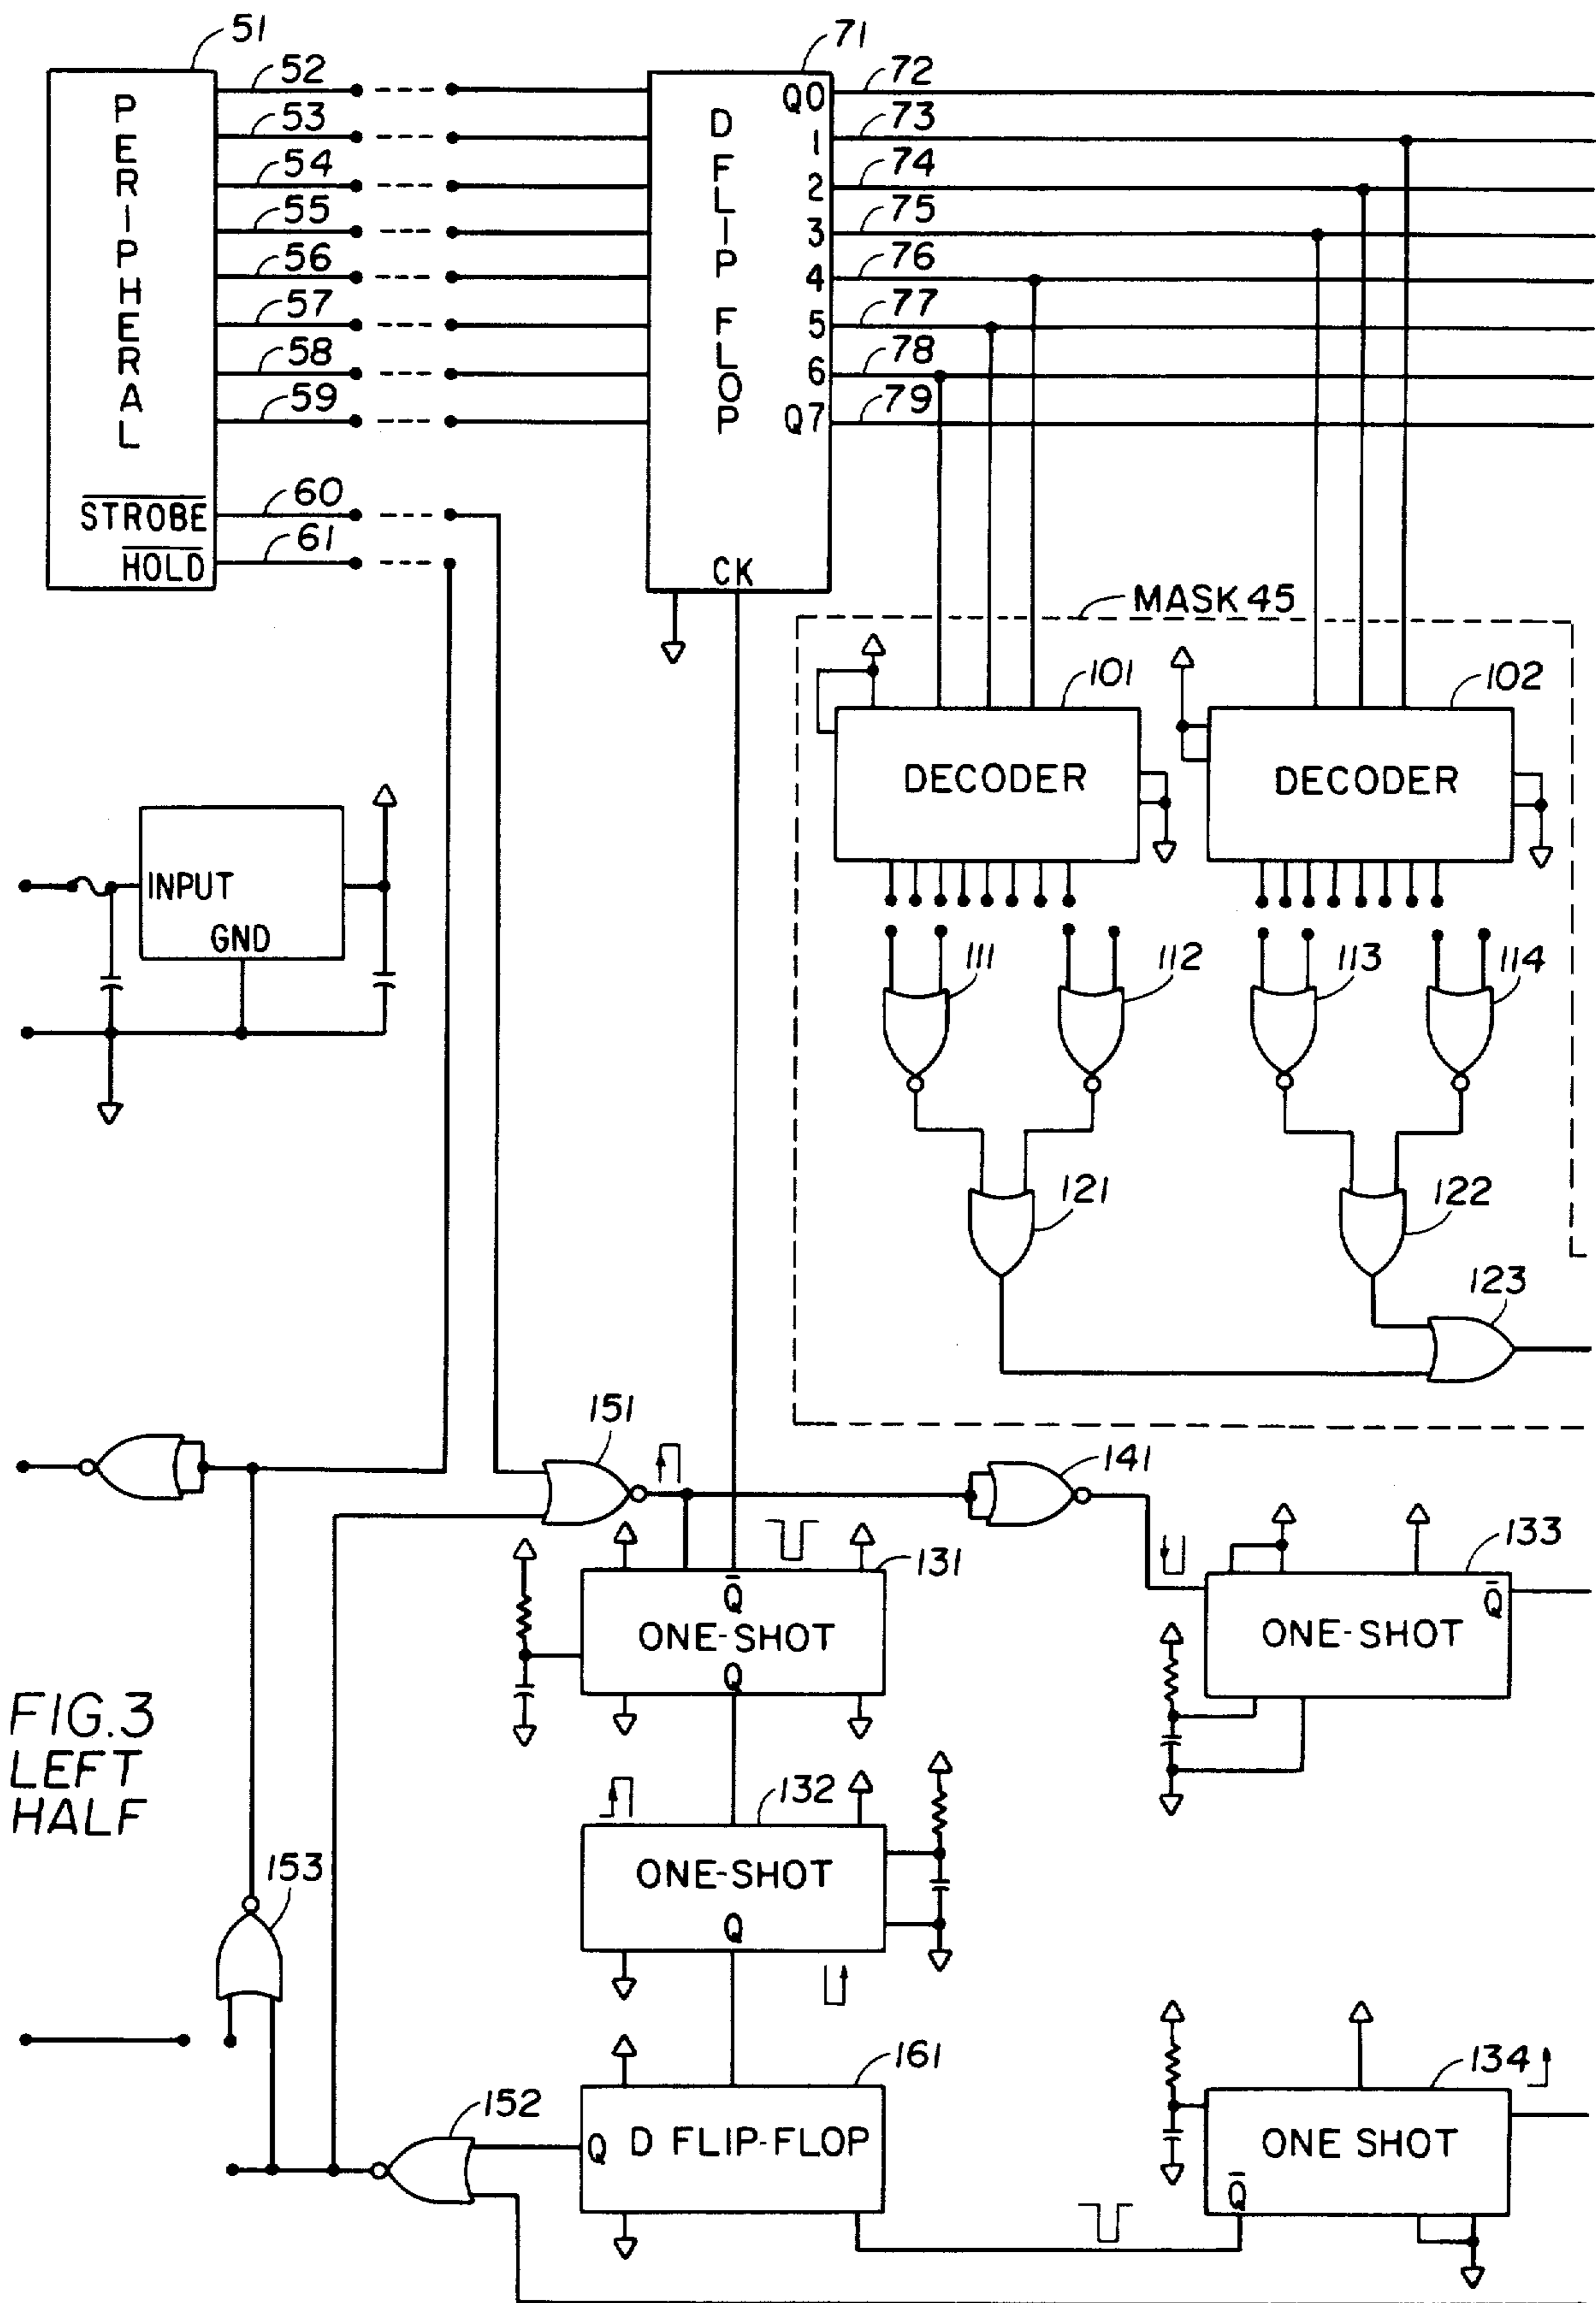 51
52
53
54
55
56
57
58
59
60
61
PERIPHERAL
STROBE
HOLD
71
D FLIP FLOP
Q0
1
2
3
4
5
6
Q7
CK
72
73
74
75
76
77
78
79
MASK 45
101
DECODER
102
DECODER
INPUT
GND
111
112
113
114
121
122
123
151
141
131
Q̅
ONE-SHOT
Q
133
Q̅
ONE-SHOT
FIG.3
LEFT
HALF
132
ONE-SHOT
Q
153
161
152
Q
D FLIP-FLOP
134
ONE SHOT
Q̅